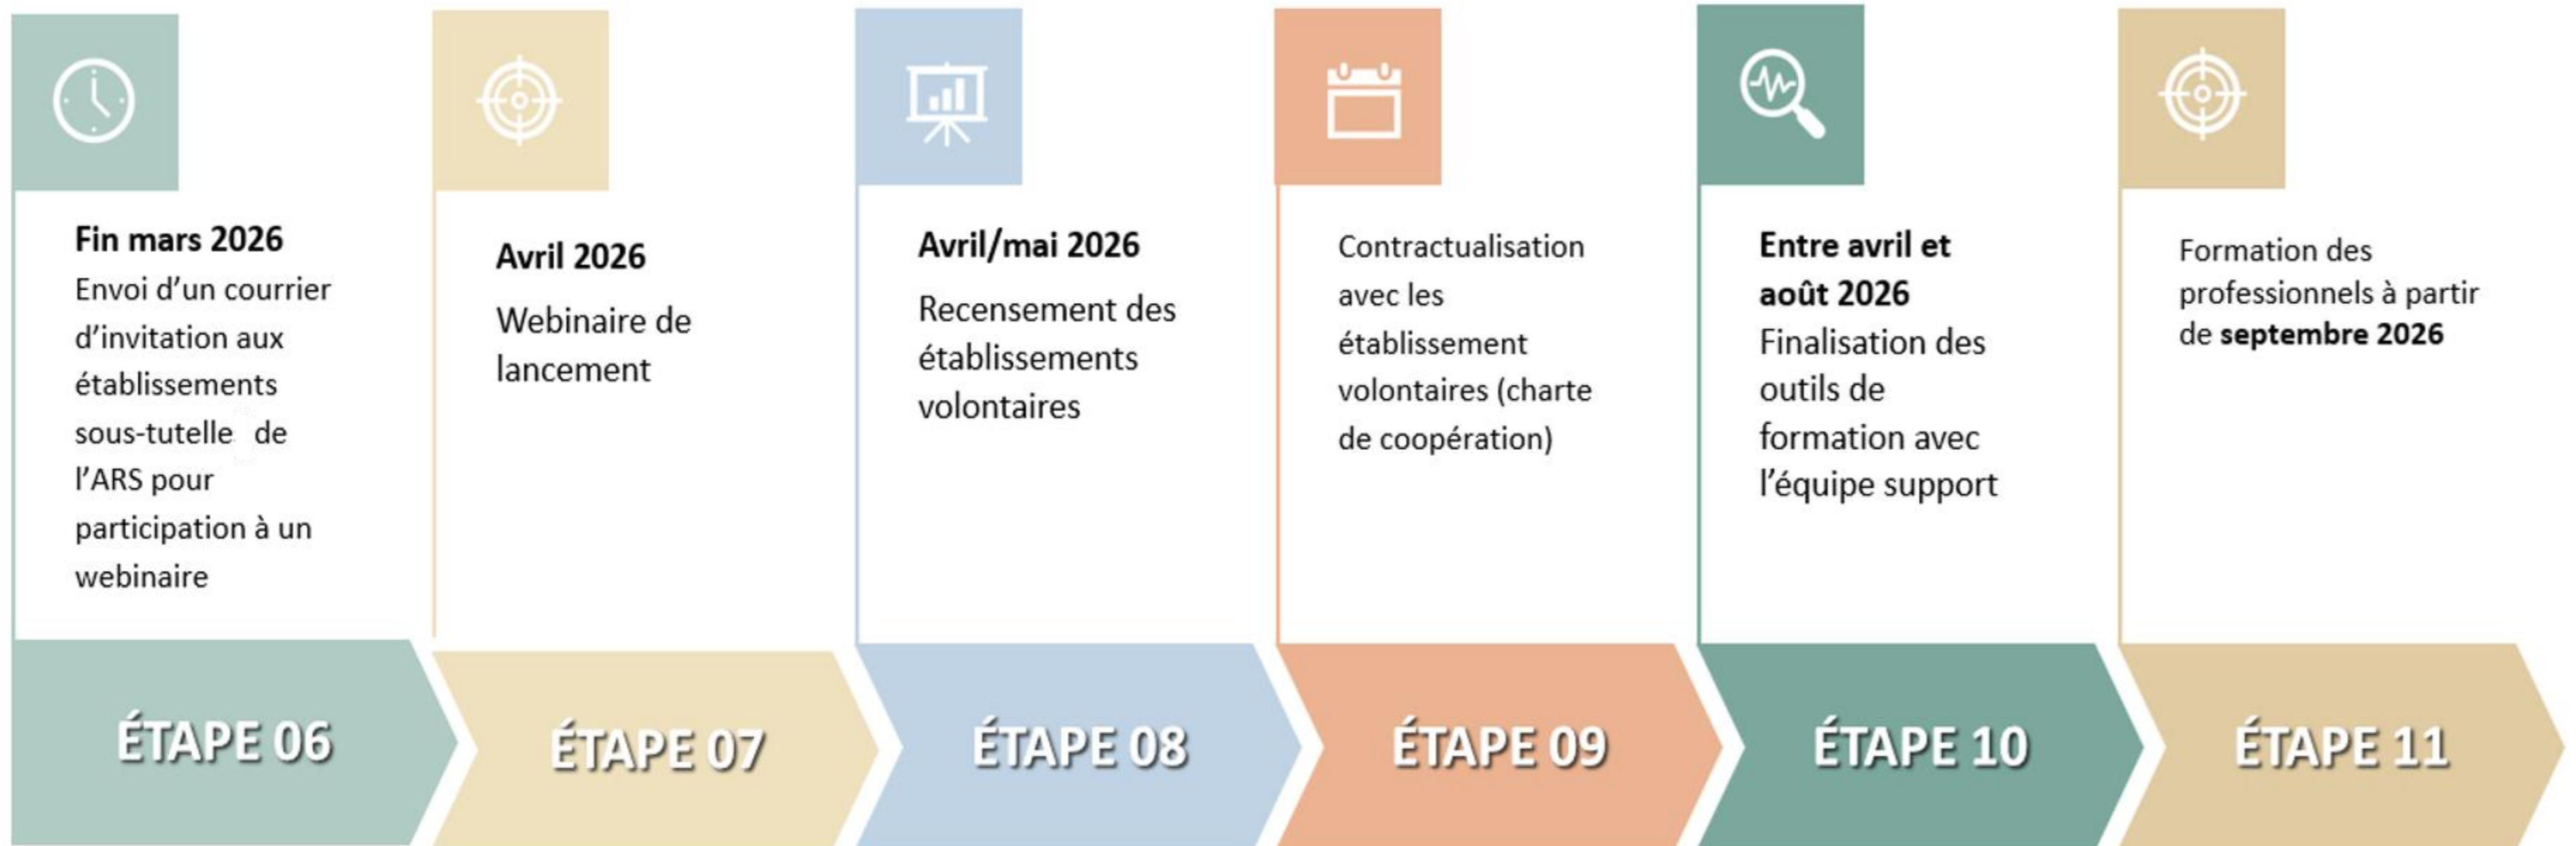 Fin mars 2026
Envoi d’un courrier
d’invitation aux
établissements
sous-tutelle de
l’ARS pour
participation à un
webinaire
ÉTAPE 06
Avril 2026
Webinaire de
lancement
ÉTAPE 07
Avril/mai 2026
Recensement des
établissements
volontaires
ÉTAPE 08
Contractualisation
avec les
établissement
volontaires (charte
de coopération)
ÉTAPE 09
Entre avril et
août 2026
Finalisation des
outils de
formation avec
l’équipe support
ÉTAPE 10
Formation des
professionnels à partir
de septembre 2026
ÉTAPE 11